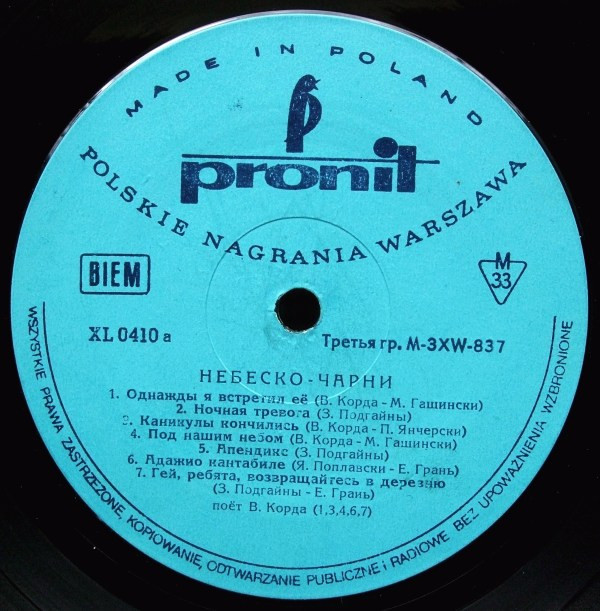 MADE IN POLAND
pronit
POLSKIE NAGRANIA WARSZAWA
BIEM
M
33
XL 0410 a
Третья гр. M-3XW-837
НЕБЕСКО-ЧАРНИ
1. Однажды я встретил её (В. Корда - М. Гашински)
2. Ночная тревога (З. Подгайны)
3. Каникулы кончились (В. Корда - П. Янчерски)
4. Под нашим небом (В. Корда - М. Гашински)
5. Апендикс (З. Подгайны)
6. Адажио кантабиле (Я. Поплавски - Е. Грань)
7. Гей, ребята, возвращайтесь в дерезню
(З. Подгайны - Е. Грань)
поёт В. Корда (1,3,4,6,7)
WSZYSTKIE PRAWA ZASTRZEŻONE, KOPIOWANIE, ODTWARZANIE PUBLICZNE i RADIOWE BEZ UPOWAŻNIENIA WZBRONIONE